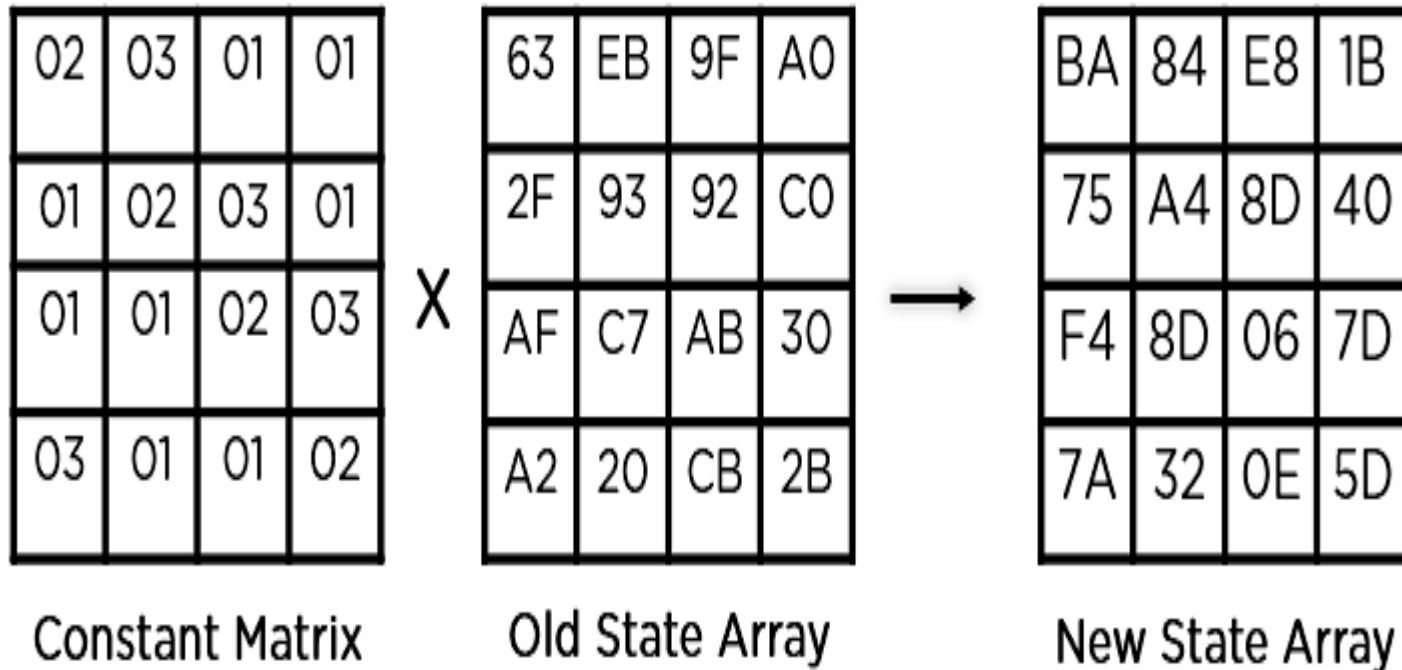 02 03 01 01 63 EB 9F A0 BA 84 E8 1B
01 02 03 01 2F 93 92 C0 75 A4 8D 40
01 01 02 03 X AF C7 AB 30 F4 8D 06 7D
03 01 01 02 A2 20 CB 2B 7A 32 0E 5D
Constant Matrix Old State Array New State Array